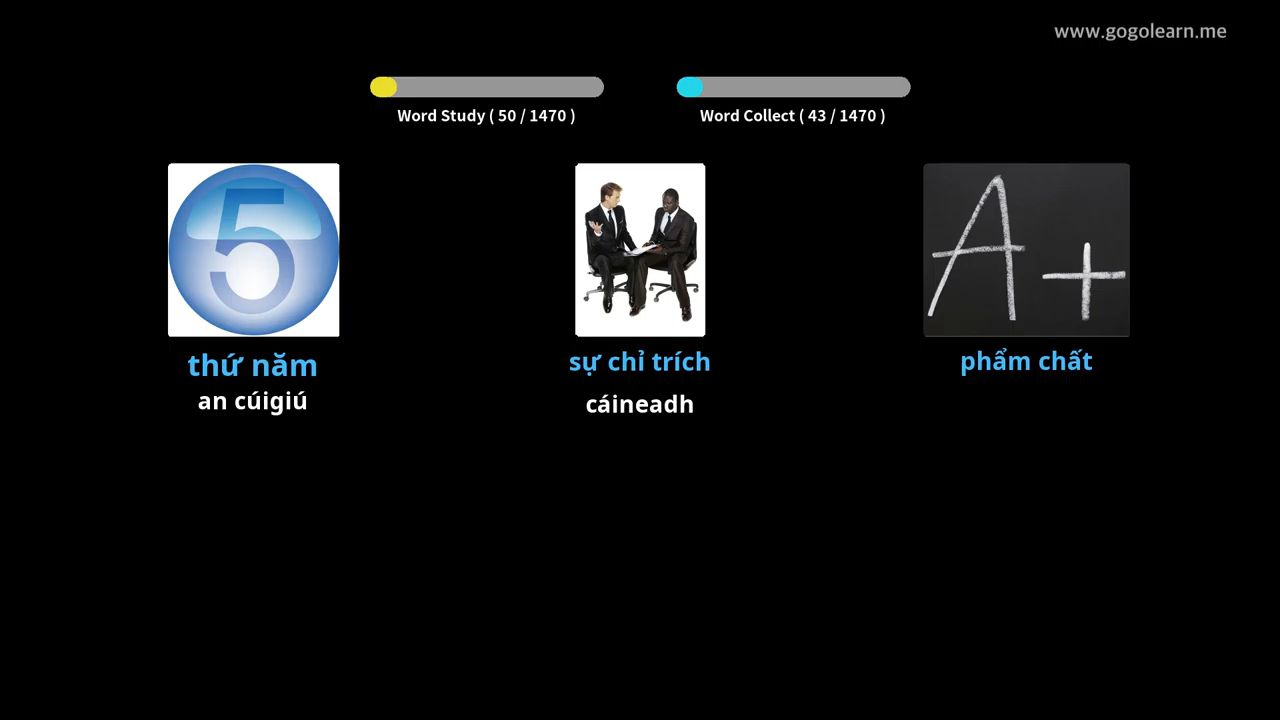 www.gogolearn.me
Word Study ( 50 / 1470 )
Word Collect ( 43 / 1470 )
5
A+
thứ năm
sự chỉ trích
phẩm chất
an cúigiú
cáineadh